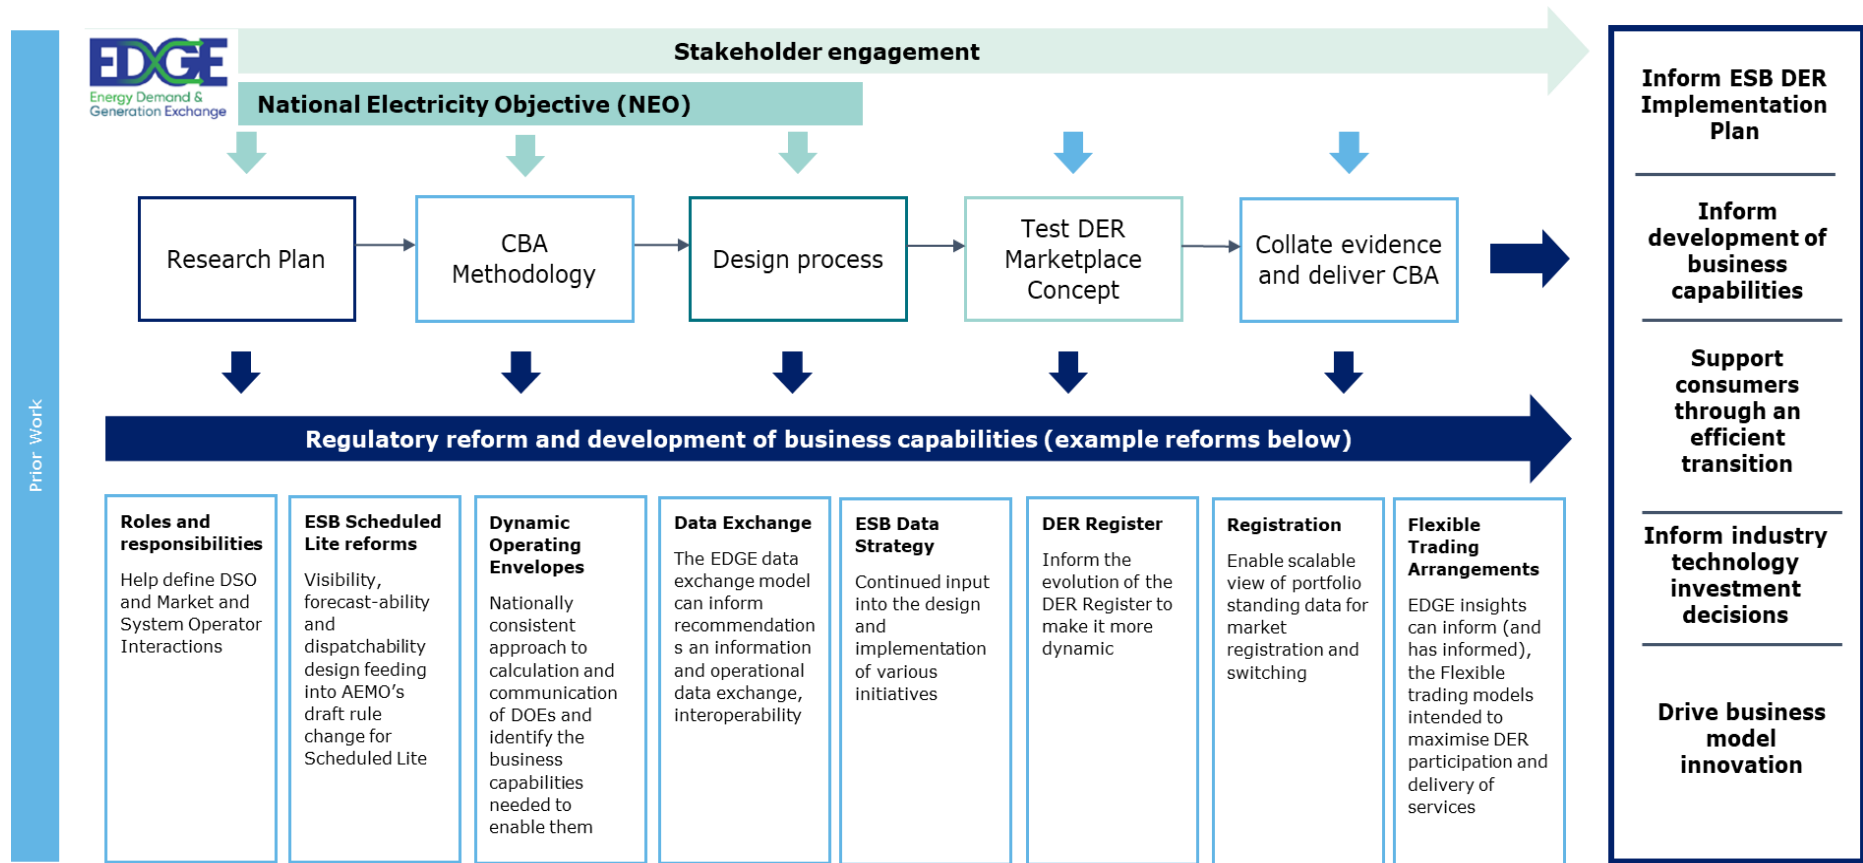 Prior Work
EDGE
Energy Demand &
Generation Exchange
Stakeholder engagement
National Electricity Objective (NEO)
Research Plan
CBA
Methodology
Design process
Test DER
Marketplace
Concept
Collate evidence
and deliver CBA
Regulatory reform and development of business capabilities (example reforms below)
Roles and
responsibilities
Help define DSO
and Market and
System Operator
Interactions
ESB Scheduled
Lite reforms
Visibility,
forecast-ability
and
dispatchability
design feeding
into AEMO’s
draft rule
change for
Scheduled Lite
Dynamic
Operating
Envelopes
Nationally
consistent
approach to
calculation and
communication
of DOEs and
identify the
business
capabilities
needed to
enable them
Data Exchange
The EDGE data
exchange model
can inform
recommendation
s an information
and operational
data exchange,
interoperability
ESB Data
Strategy
Continued input
into the design
and
implementation
of various
initiatives
DER Register
Inform the
evolution of the
DER Register to
make it more
dynamic
Registration
Enable scalable
view of portfolio
standing data for
market
registration and
switching
Flexible
Trading
Arrangements
EDGE insights
can inform (and
has informed),
the Flexible
trading models
intended to
maximise DER
participation and
delivery of
services
Inform ESB DER
Implementation
Plan
Inform
development of
business
capabilities
Support
consumers
through an
efficient
transition
Inform industry
technology
investment
decisions
Drive business
model
innovation